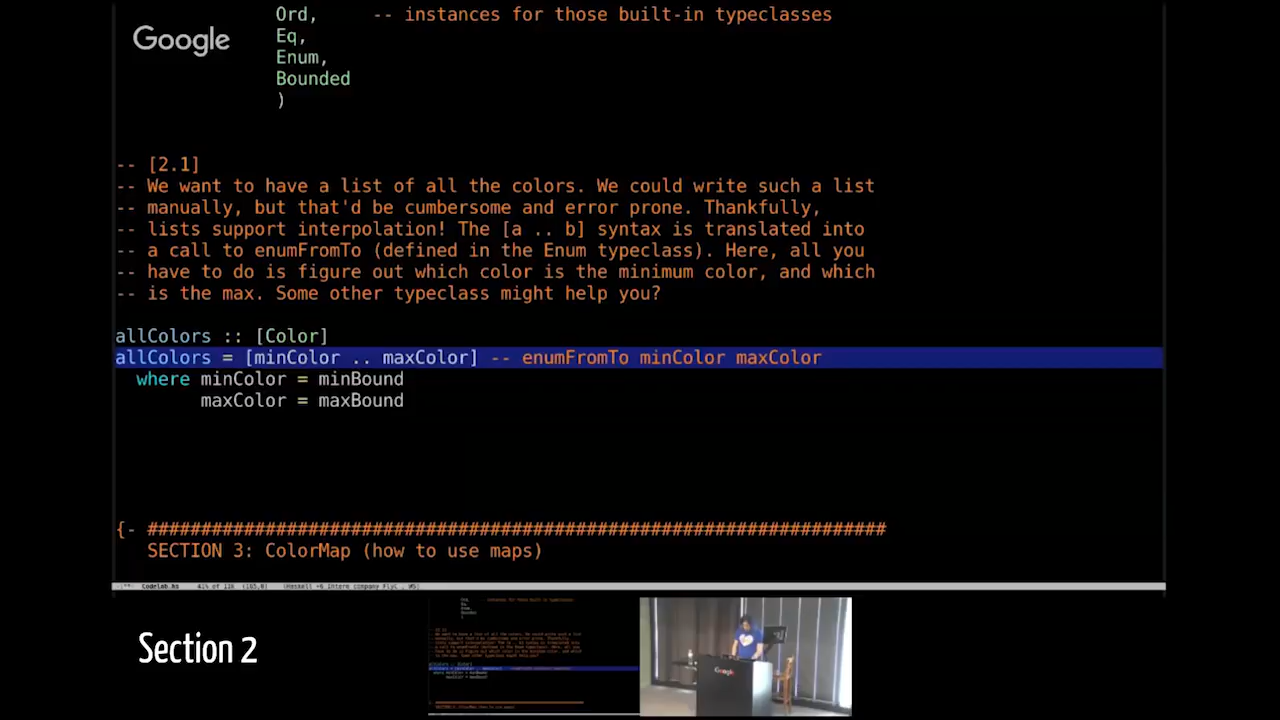 Google
Ord,     -- instances for those built-in typeclasses
Eq,
Enum,
Bounded
)
-- [2.1]
-- We want to have a list of all the colors. We could write such a list
-- manually, but that'd be cumbersome and error prone. Thankfully,
-- lists support interpolation! The [a .. b] syntax is translated into
-- a call to enumFromTo (defined in the Enum typeclass). Here, all you
-- have to do is figure out which color is the minimum color, and which
-- is the max. Some other typeclass might help you?
allColors :: [Color]
allColors = [minColor .. maxColor] -- enumFromTo minColor maxColor
  where minColor = minBound
        maxColor = maxBound
{- #####################################################################
   SECTION 3: ColorMap (how to use maps)
Codelab.hs
Section 2
Google